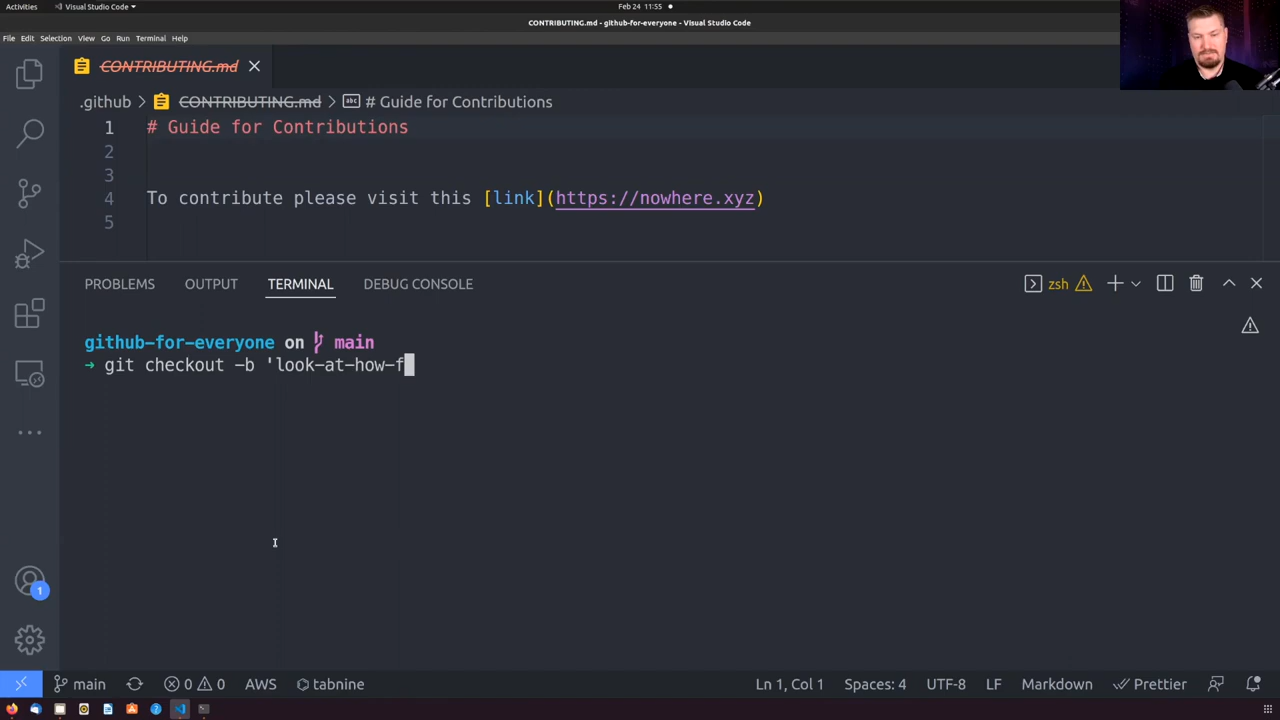 Activities
Visual Studio Code
Feb 24 11:55
CONTRIBUTING.md - github-for-everyone - Visual Studio Code
File Edit Selection View Go Run Terminal Help
CONTRIBUTING.md
.github > CONTRIBUTING.md > # Guide for Contributions
1 # Guide for Contributions
2
3
4 To contribute please visit this [link](https://nowhere.xyz)
5
PROBLEMS OUTPUT TERMINAL DEBUG CONSOLE
zsh
github-for-everyone on main
→ git checkout -b 'look-at-how-f
1
main 0 0 AWS tabnine Ln 1, Col 1 Spaces: 4 UTF-8 LF Markdown Prettier